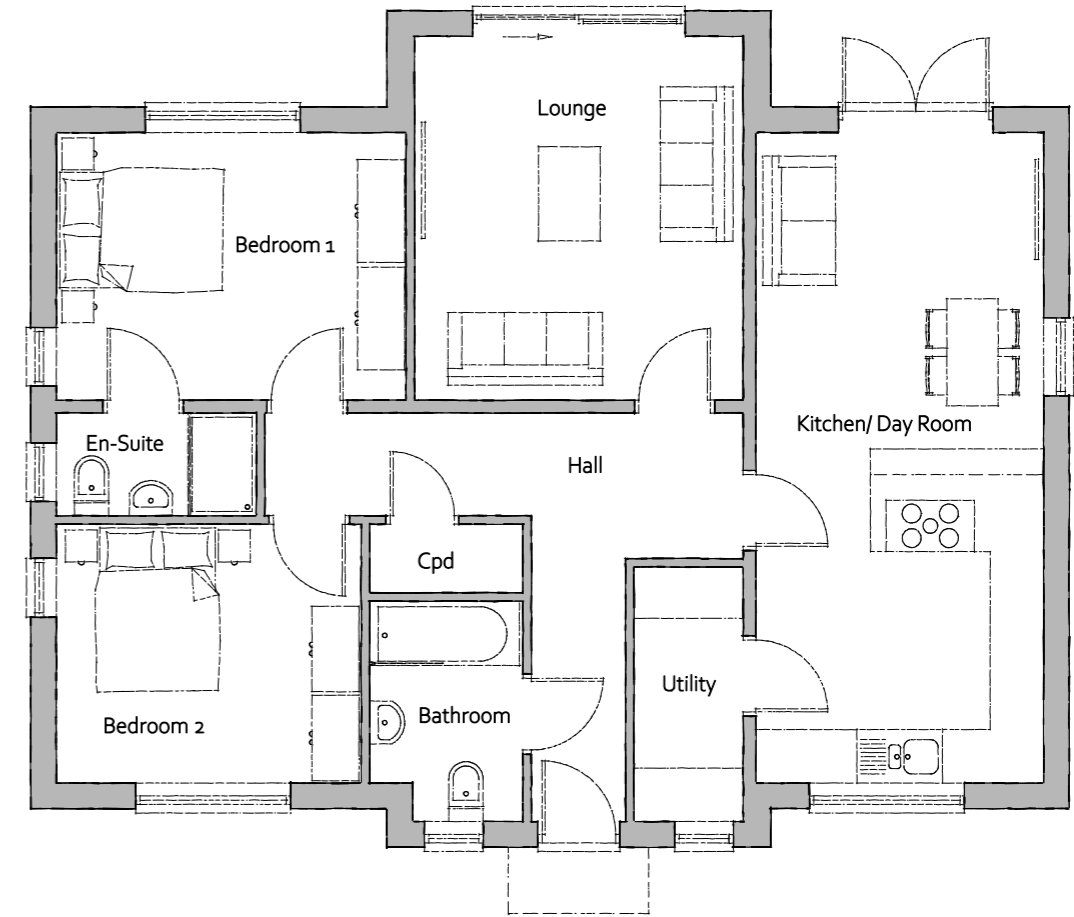 Lounge
Bedroom 1
Kitchen/ Day Room
En-Suite
Hall
Cpd
Utility
Bathroom
Bedroom 2